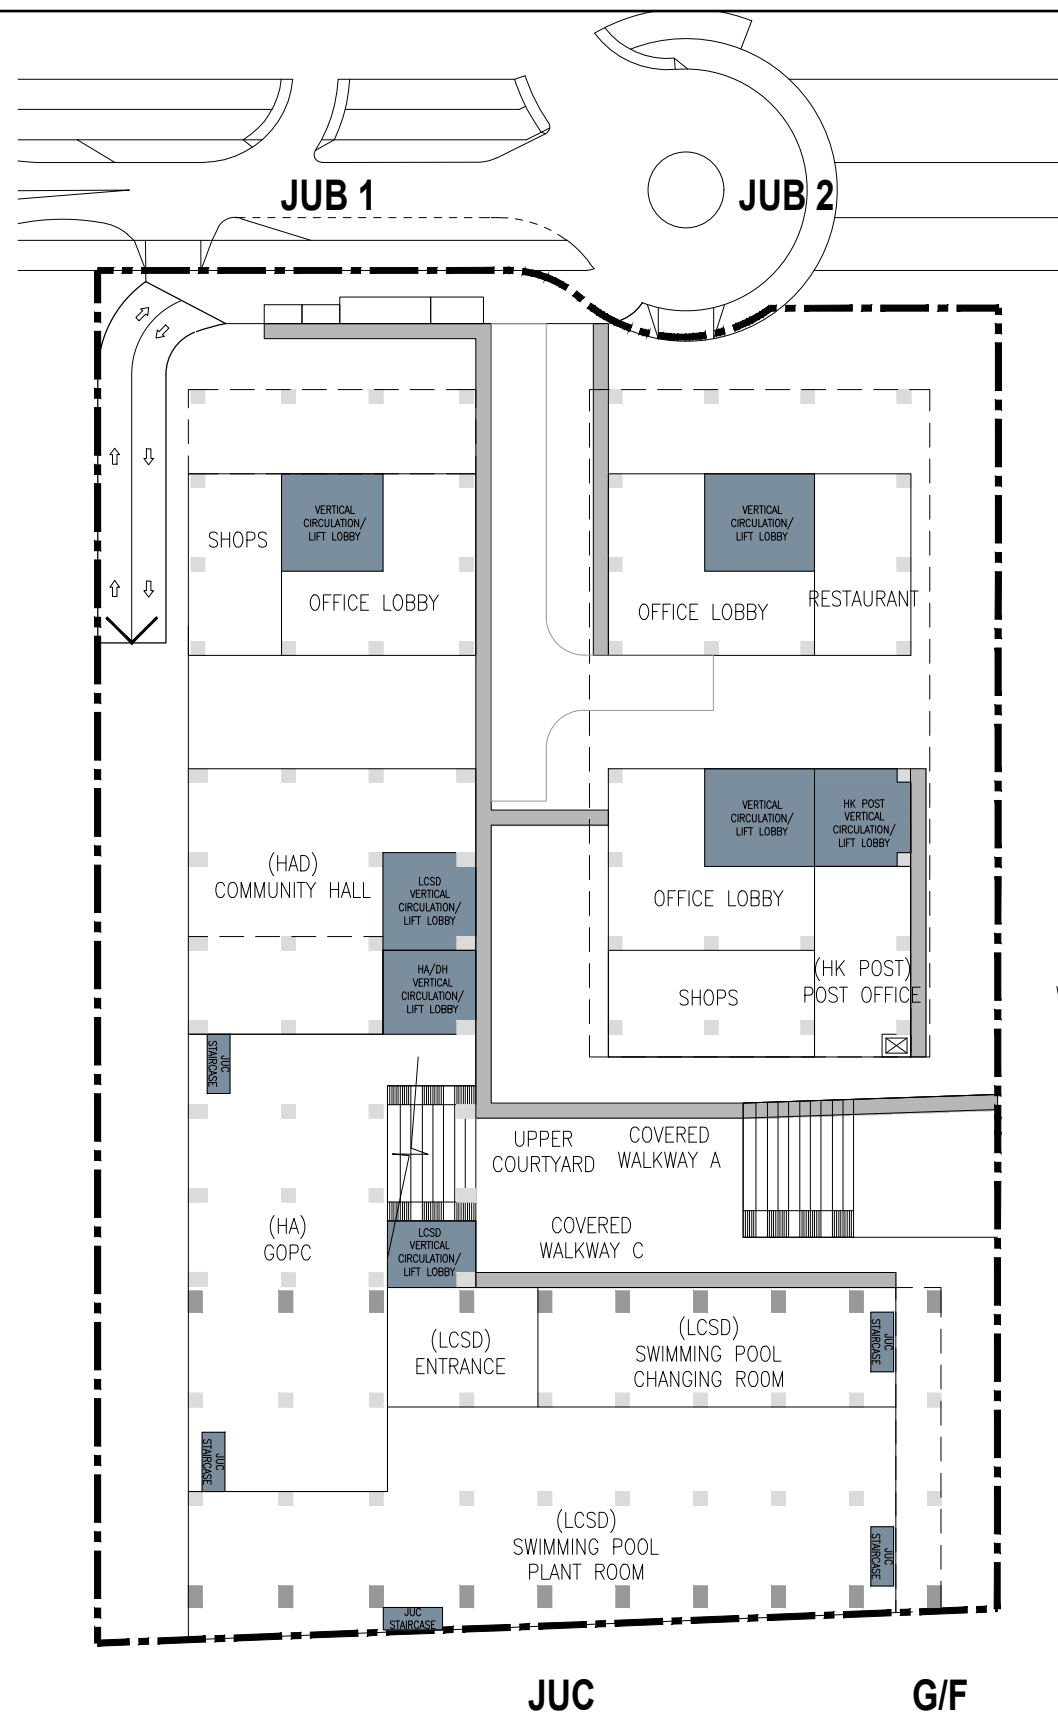 JUB 1
JUB 2
VERTICAL
CIRCULATION/
LIFT LOBBY
SHOPS
OFFICE LOBBY
VERTICAL
CIRCULATION/
LIFT LOBBY
OFFICE LOBBY
RESTAURANT
(HAD)
COMMUNITY HALL
LCSD
VERTICAL
CIRCULATION/
LIFT LOBBY
HA/DH
VERTICAL
CIRCULATION/
LIFT LOBBY
VERTICAL
CIRCULATION/
LIFT LOBBY
HK POST
VERTICAL
CIRCULATION/
LIFT LOBBY
OFFICE LOBBY
SHOPS
(HK POST)
POST OFFICE
JUC
STAIRCASE
UPPER
COURTYARD
COVERED
WALKWAY A
COVERED
WALKWAY C
(HA)
GOPC
LCSD
VERTICAL
CIRCULATION/
LIFT LOBBY
(LCSD)
ENTRANCE
(LCSD)
SWIMMING POOL
CHANGING ROOM
JUC
STAIRCASE
JUC
STAIRCASE
(LCSD)
SWIMMING POOL
PLANT ROOM
JUC
STAIRCASE
JUC
STAIRCASE
JUC
G/F